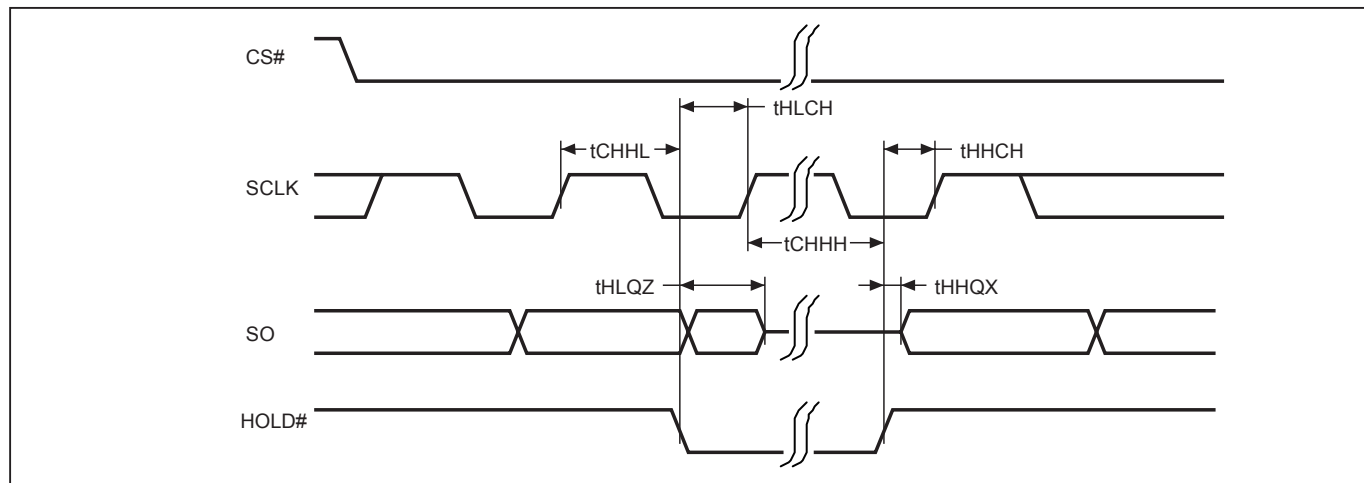 CS#
tHLCH
tCHHL
tHHCH
SCLK
tCHHH
tHLQZ
tHHQX
SO
HOLD#